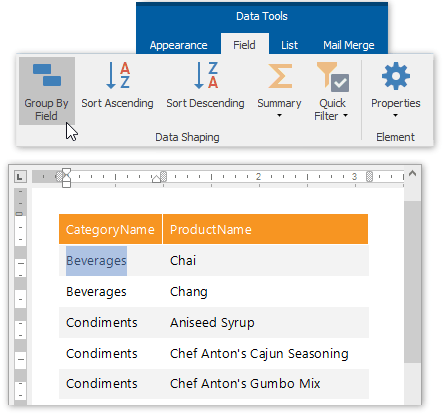 Data Tools
Appearance Field List Mail Merge
Group By Field Sort Ascending Sort Descending Summary Quick Filter Properties
Data Shaping Element
L 1 2 3
CategoryName ProductName
Beverages Chai
Beverages Chang
Condiments Aniseed Syrup
Condiments Chef Anton's Cajun Seasoning
Condiments Chef Anton's Gumbo Mix